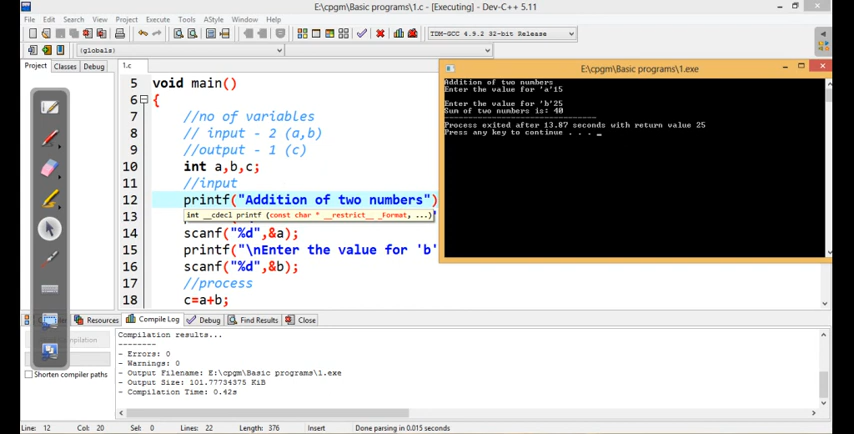 E:\cpgm\Basic programs\1.c - [Executing] - Dev-C++ 5.11
File Edit Search View Project Execute Tools AStyle Window Help
TDM-GCC 4.9.2 32-bit Release
(globals)
Project Classes Debug
1.c
5 void main()
6 {
7 //no of variables
8 // input - 2 (a,b)
9 //output - 1 (c)
10 int a,b,c;
11 //input
12 printf("Addition of two numbers")
int __cdecl printf (const char * __restrict__ _Format, ...)
14 scanf("%d",&a);
15 printf("\nEnter the value for 'b'
16 scanf("%d",&b);
17 //process
18 c=a+b;
E:\cpgm\Basic programs\1.exe
Addition of two numbers
Enter the value for 'a'15
Enter the value for 'b'25
Sum of two numbers is: 40
--------------------------------
Process exited after 13.87 seconds with return value 25
Press any key to continue . . . _
Resources Compile Log Debug Find Results Close
Shorten compiler paths
Compilation results...
--------
- Errors: 0
- Warnings: 0
- Output Filename: E:\cpgm\Basic programs\1.exe
- Output Size: 101.77734375 KiB
- Compilation Time: 0.42s
Line: 12 Col: 20 Sel: 0 Lines: 22 Length: 376 Insert Done parsing in 0.015 seconds